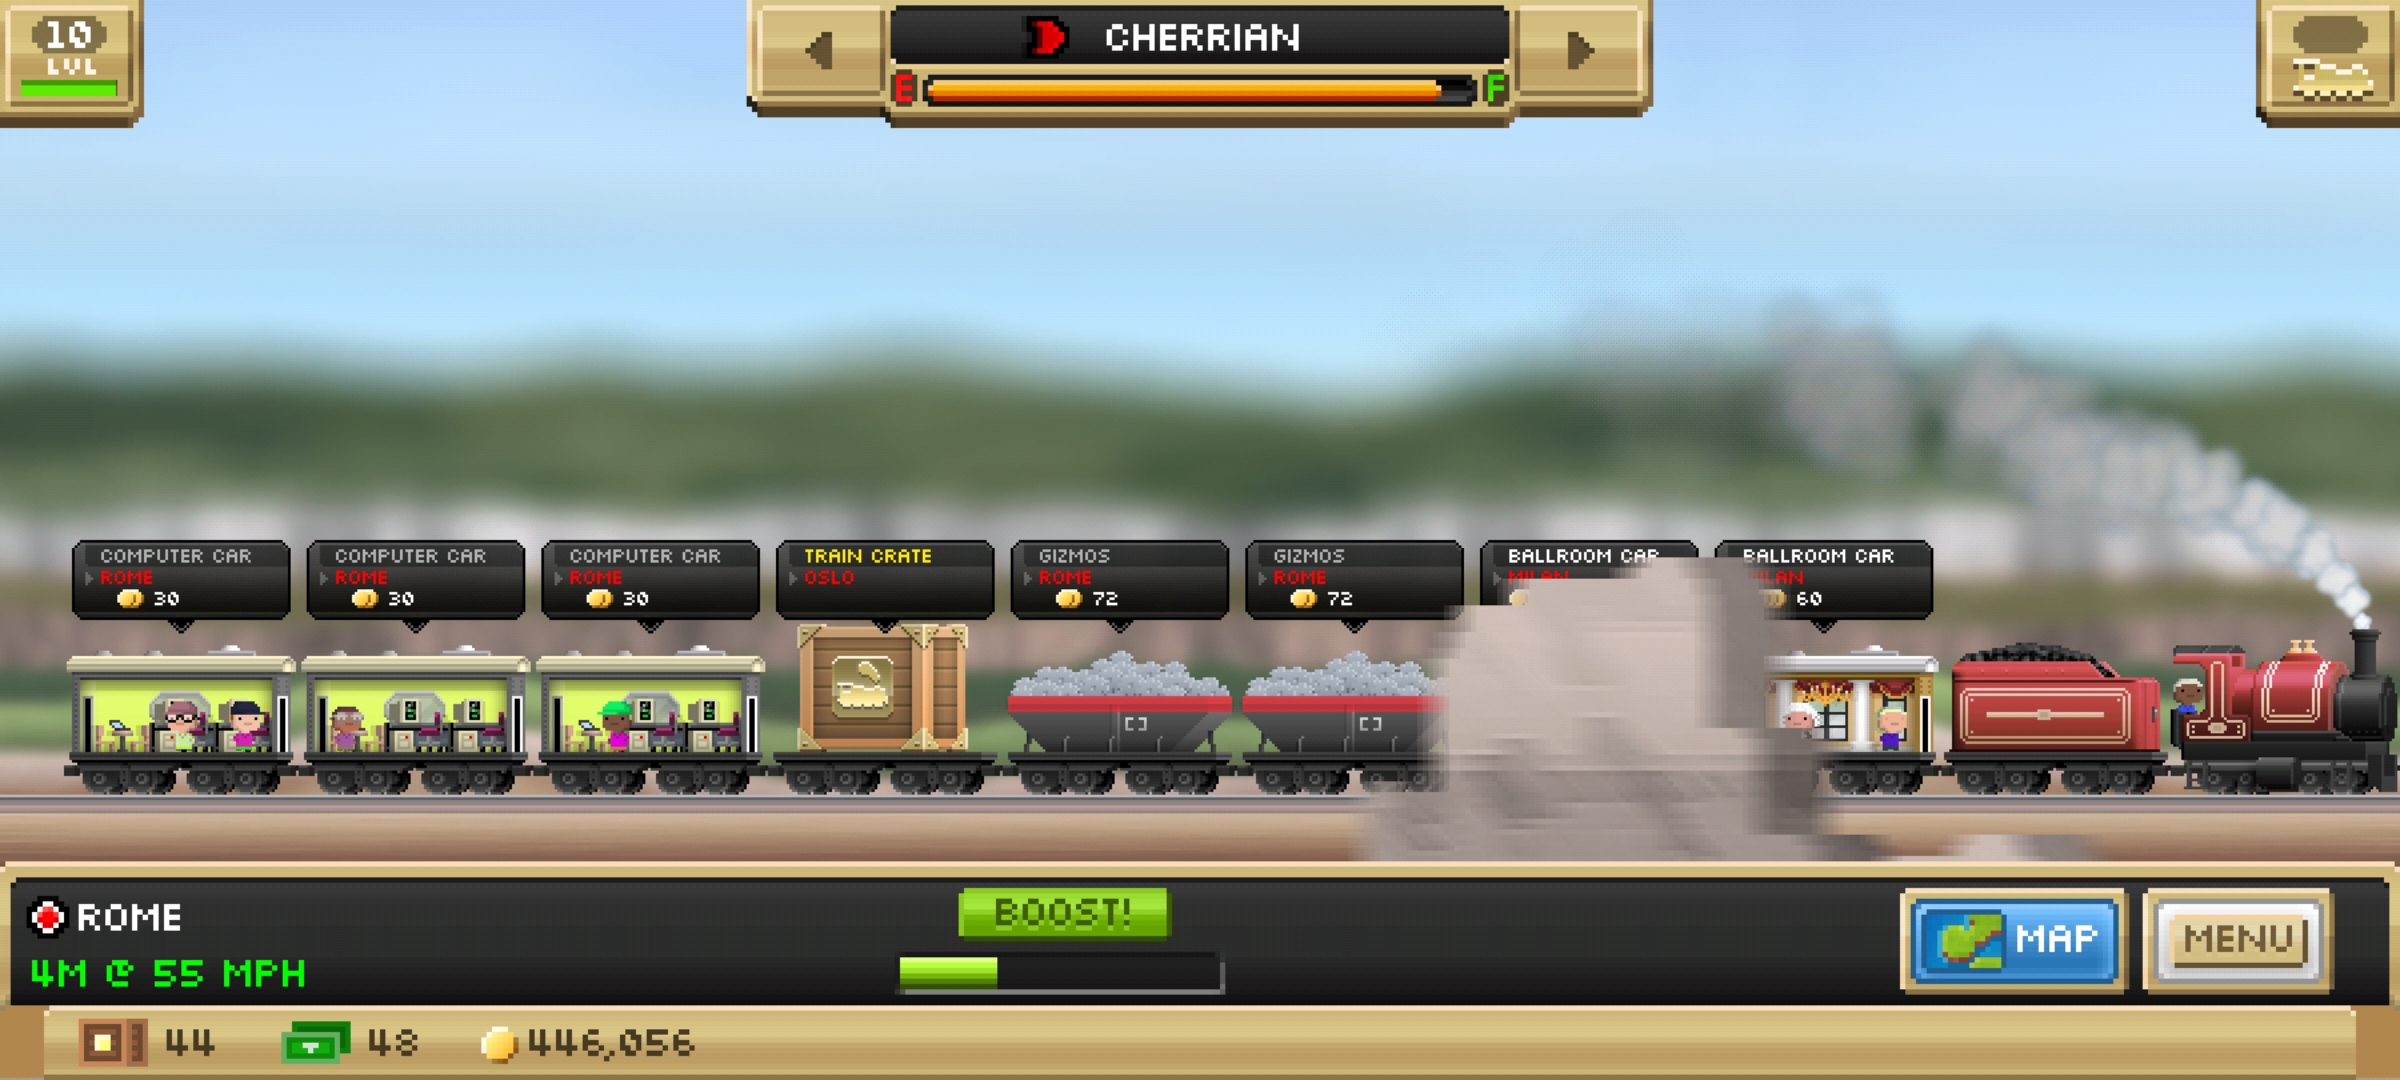 10
LVL
CHERRIAN
E F
COMPUTER CAR
ROME
30
COMPUTER CAR
ROME
30
COMPUTER CAR
ROME
30
TRAIN CRATE
OSLO
GIZMOS
ROME
72
GIZMOS
ROME
72
BALLROOM CAR
MILAN
BALLROOM CAR
60
ROME
4M @ 55 MPH
BOOST!
MAP
MENU
44
48
446,056